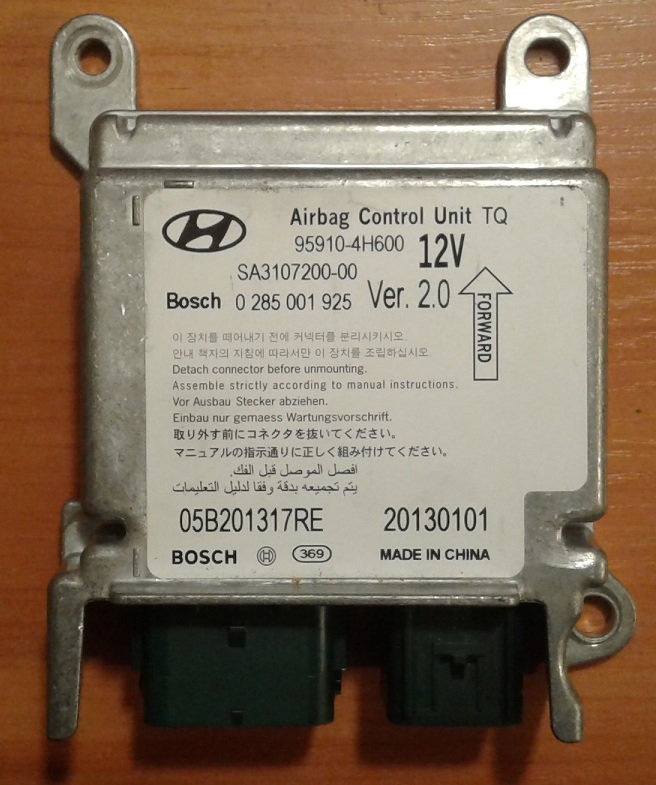 Airbag Control Unit TQ
95910-4H600 12V
SA3107200-00
Bosch 0 285 001 925 Ver. 2.0
FORWARD
이 장치를 떼어내기 전에 커넥터를 분리시키시오
안내 책자의 지침에 따라서만 이 장치를 조립하십시오.
Detach connector before unmounting.
Assemble strictly according to manual instructions.
Vor Ausbau Stecker abziehen.
Einbau nur gemaess Wartungsvorschrift.
取り外す前にコネクタを抜いてください。
マニュアルの指示通りに正しく組み付けてください。
افصل الموصل قبل الفك.
يتم تجميعه بدقة وفقا لدليل التعليمات
05B201317RE 20130101
BOSCH 369 MADE IN CHINA